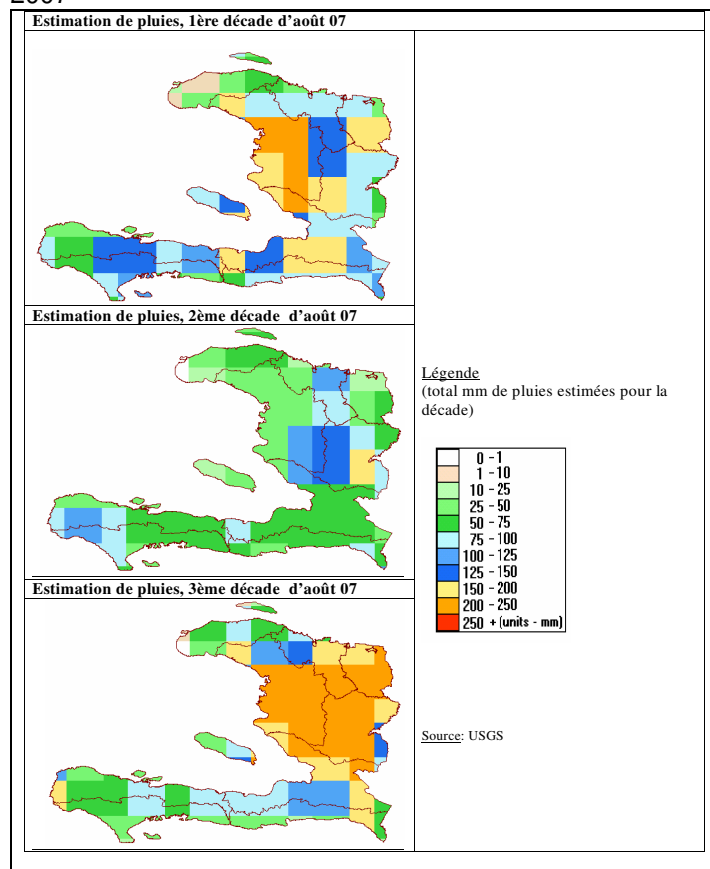 Estimation de pluies, 1ère décade d'août 07
Estimation de pluies, 2ème décade d'août 07
Légende
(total mm de pluies estimées pour la
décade)
0 - 1
1 - 10
10 - 25
25 - 50
50 - 75
75 - 100
100 - 125
125 - 150
150 - 200
200 - 250
250 + (units - mm)
Estimation de pluies, 3ème décade d'août 07
Source: USGS